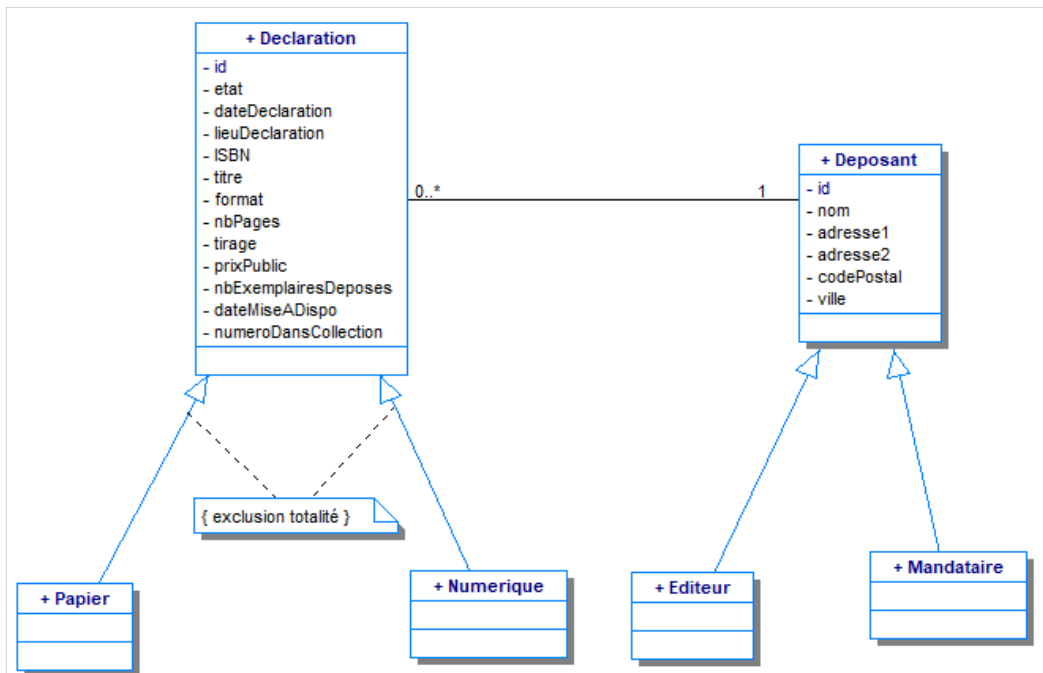 + Declaration
- id
- etat
- dateDeclaration
- lieuDeclaration
- ISBN
- titre
- format
- nbPages
- tirage
- prixPublic
- nbExemplairesDeposes
- dateMiseADispo
- numeroDansCollection
0..*
1
+ Deposant
- id
- nom
- adresse1
- adresse2
- codePostal
- ville
{ exclusion totalité }
+ Papier
+ Numerique
+ Editeur
+ Mandataire